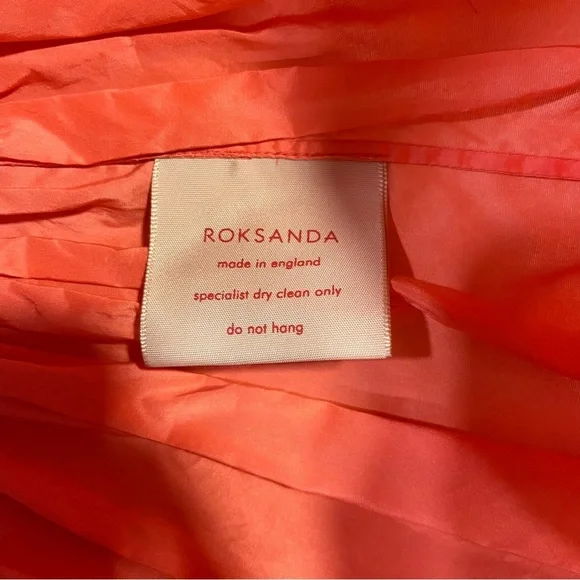 ROKSANDA
made in england
specialist dry clean only
do not hang